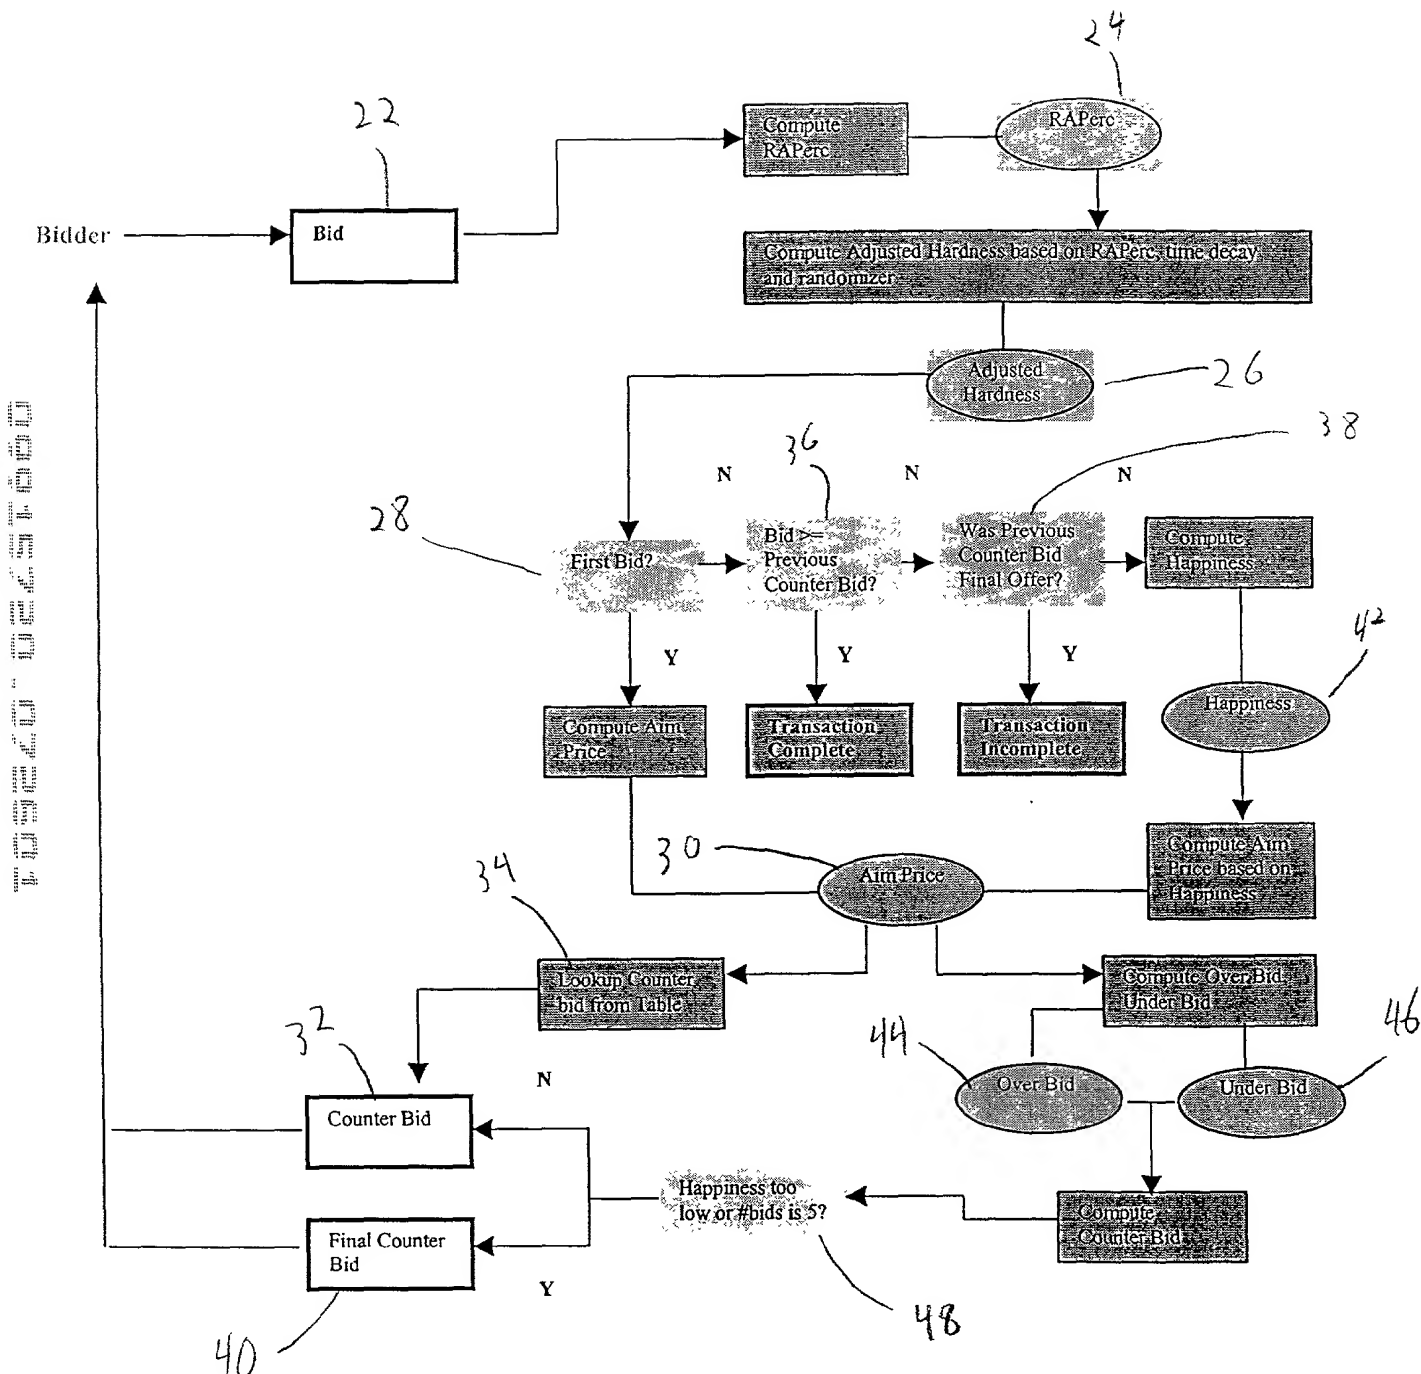 24
22
Compute
RAPerc
RAPerc
Bidder
Bid
Compute Adjusted Hardness based on RAPerc, time decay
and randomizer
Adjusted
Hardness
26
38
36
N
N
N
28
First Bid?
Bid >=
Previous
Counter Bid?
Was Previous
Counter Bid
Final Offer?
Compute
Happiness
Y
Y
Y
42
Happiness
Compute Aim
Price
Transaction
Complete
Transaction
Incomplete
30
34
Aim Price
Compute Aim
Price based on
Happiness
Lookup Counter
bid from Table
Compute Over Bid
Under Bid
32
44
46
N
Over Bid
Under Bid
Counter Bid
Happiness too
low or #bids is 5?
Compute
Counter Bid
Final Counter
Bid
Y
48
40